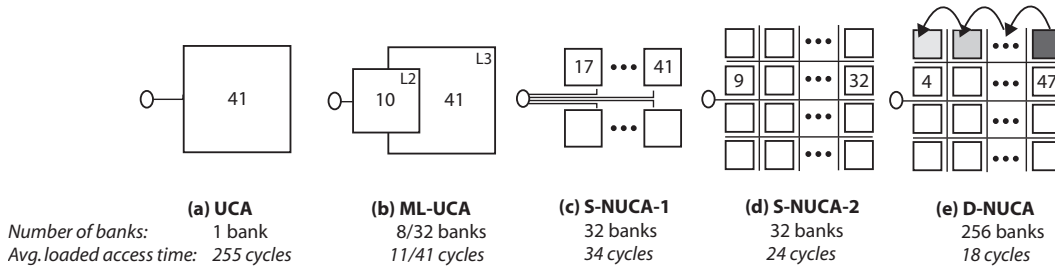 41
L2
10
L3
41
17 ••• 41
•••
•••
9 ••• 32
•••
•••
•••
4 ••• 47
•••
•••
(a) UCA (b) ML-UCA (c) S-NUCA-1 (d) S-NUCA-2 (e) D-NUCA
Number of banks: 1 bank 8/32 banks 32 banks 32 banks 256 banks
Avg. loaded access time: 255 cycles 11/41 cycles 34 cycles 24 cycles 18 cycles